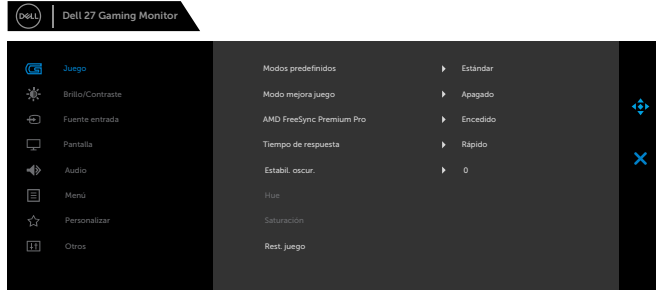 DELL Dell 27 Gaming Monitor
Juego Modos predefinidos Estándar
Brillo/Contraste Modo mejora juego Apagado
Fuente entrada AMD FreeSync Premium Pro Encedido
Pantalla Tiempo de respuesta Rápido
Audio Estabil. oscur. 0
Menú Hue
Personalizar Saturación
Otros Rest. juego